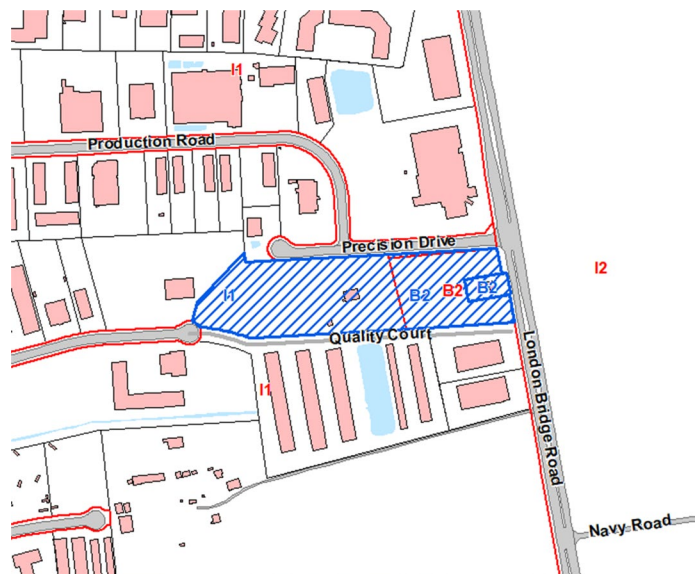 I1
Production Road
Precision Drive
I2
I1
B2
B2
B2
Quality Court
London Bridge Road
I1
Navy Road